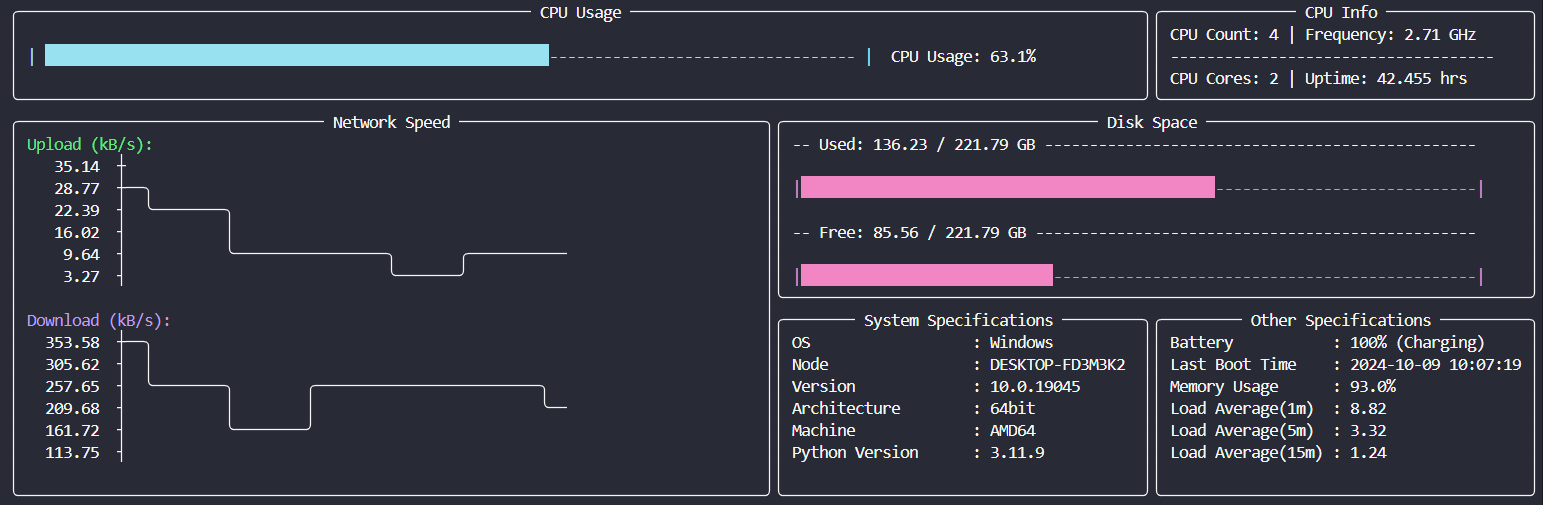 CPU Usage
CPU Usage: 63.1%
CPU Info
CPU Count: 4 | Frequency: 2.71 GHz
CPU Cores: 2 | Uptime: 42.455 hrs
Network Speed
Upload (kB/s):
35.14
28.77
22.39
16.02
9.64
3.27
Download (kB/s):
353.58
305.62
257.65
209.68
161.72
113.75
Disk Space
-- Used: 136.23 / 221.79 GB ------------------------------------------------
-- Free: 85.56 / 221.79 GB -------------------------------------------------
System Specifications
OS : Windows
Node : DESKTOP-FD3M3K2
Version : 10.0.19045
Architecture : 64bit
Machine : AMD64
Python Version : 3.11.9
Other Specifications
Battery : 100% (Charging)
Last Boot Time : 2024-10-09 10:07:19
Memory Usage : 93.0%
Load Average(1m) : 8.82
Load Average(5m) : 3.32
Load Average(15m) : 1.24